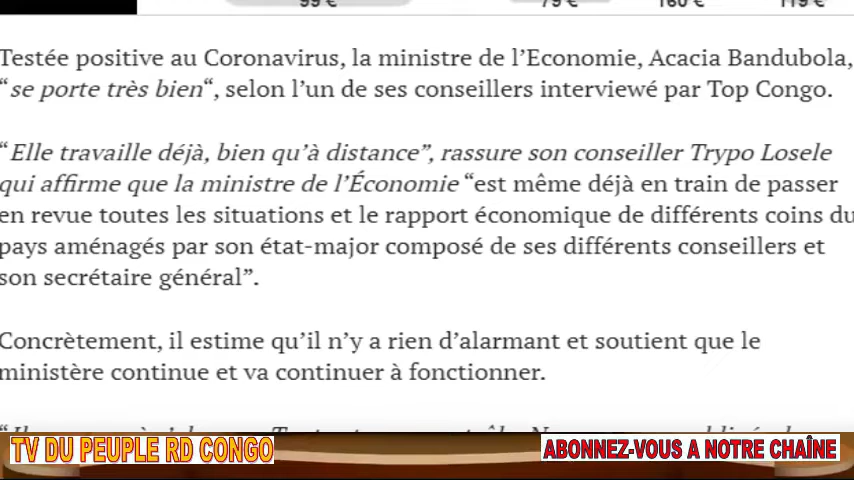 99 € 79 € 160 € 119 €
Testée positive au Coronavirus, la ministre de l’Economie, Acacia Bandubola,
“se porte très bien“, selon l’un de ses conseillers interviewé par Top Congo.
“Elle travaille déjà, bien qu’à distance”, rassure son conseiller Trypo Losele
qui affirme que la ministre de l’Économie “est même déjà en train de passer
en revue toutes les situations et le rapport économique de différents coins du
pays aménagés par son état-major composé de ses différents conseillers et
son secrétaire général”.
Concrètement, il estime qu’il n’y a rien d’alarmant et soutient que le
ministère continue et va continuer à fonctionner.
TV DU PEUPLE RD CONGO
ABONNEZ-VOUS A NOTRE CHAÎNE